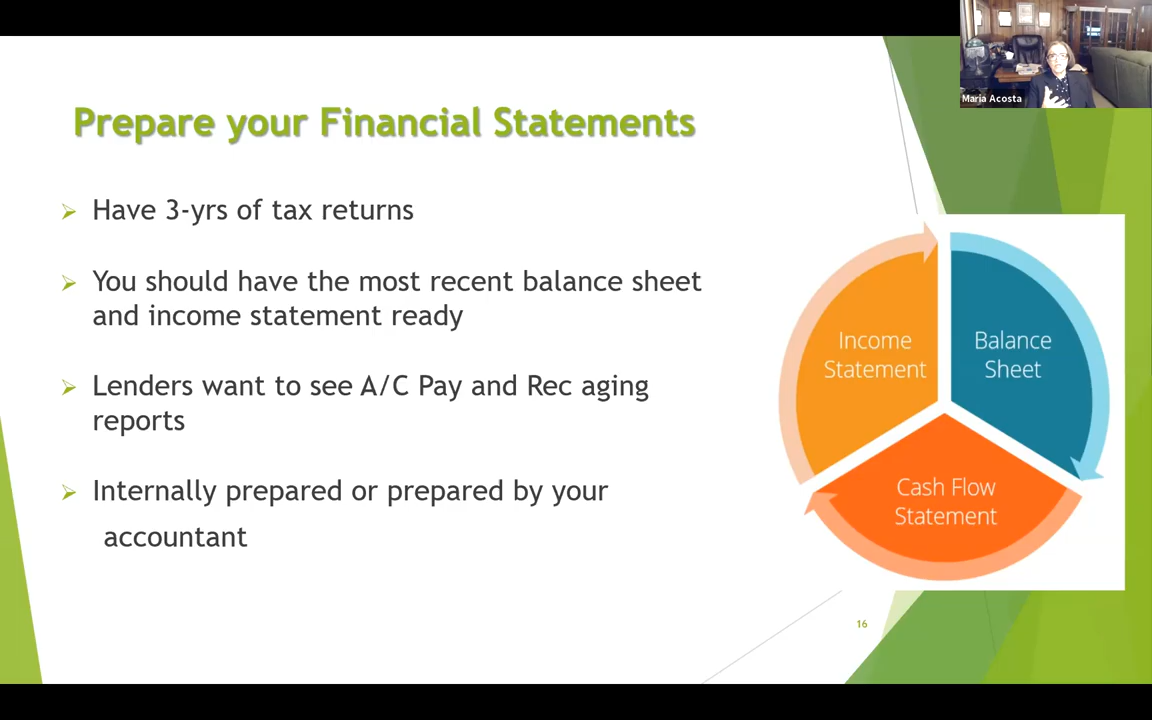 Maria Acosta
Prepare your Financial Statements
Have 3-yrs of tax returns
You should have the most recent balance sheet
and income statement ready
Lenders want to see A/C Pay and Rec aging
reports
Internally prepared or prepared by your
accountant
Income
Statement
Balance
Sheet
Cash Flow
Statement
16